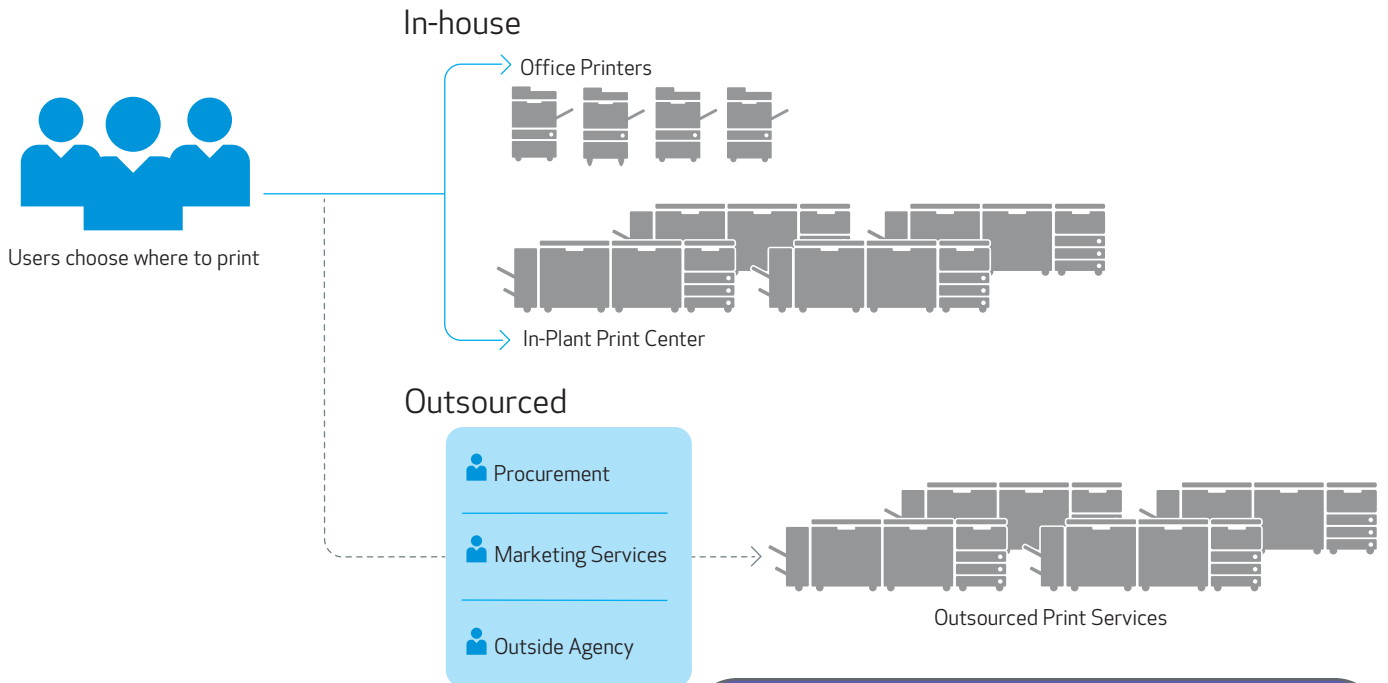 In-house
Office Printers
Users choose where to print
In-Plant Print Center
Outsourced
Procurement
Marketing Services
Outside Agency
Outsourced Print Services